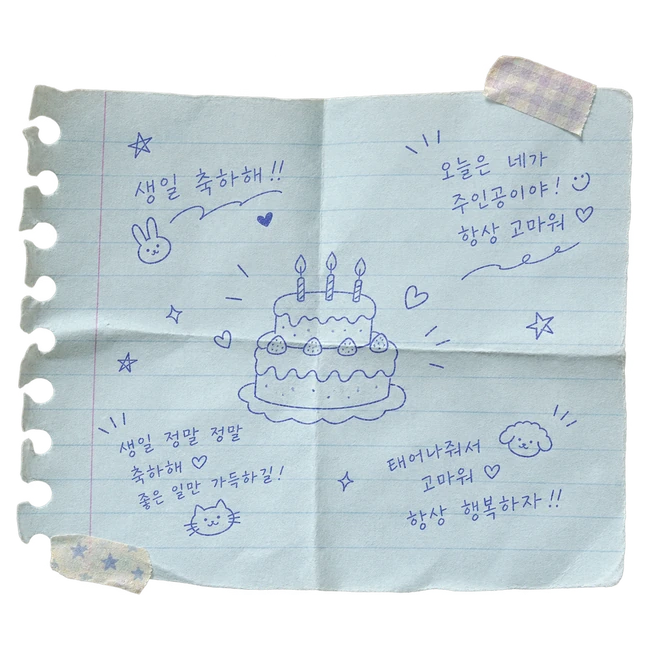 생일 축하해!!
오늘은 네가
주인공이야!
항상 고마워
생일 정말 정말
축하해
좋은 일만 가득하길!
태어나줘서
고마워
항상 행복하자!!